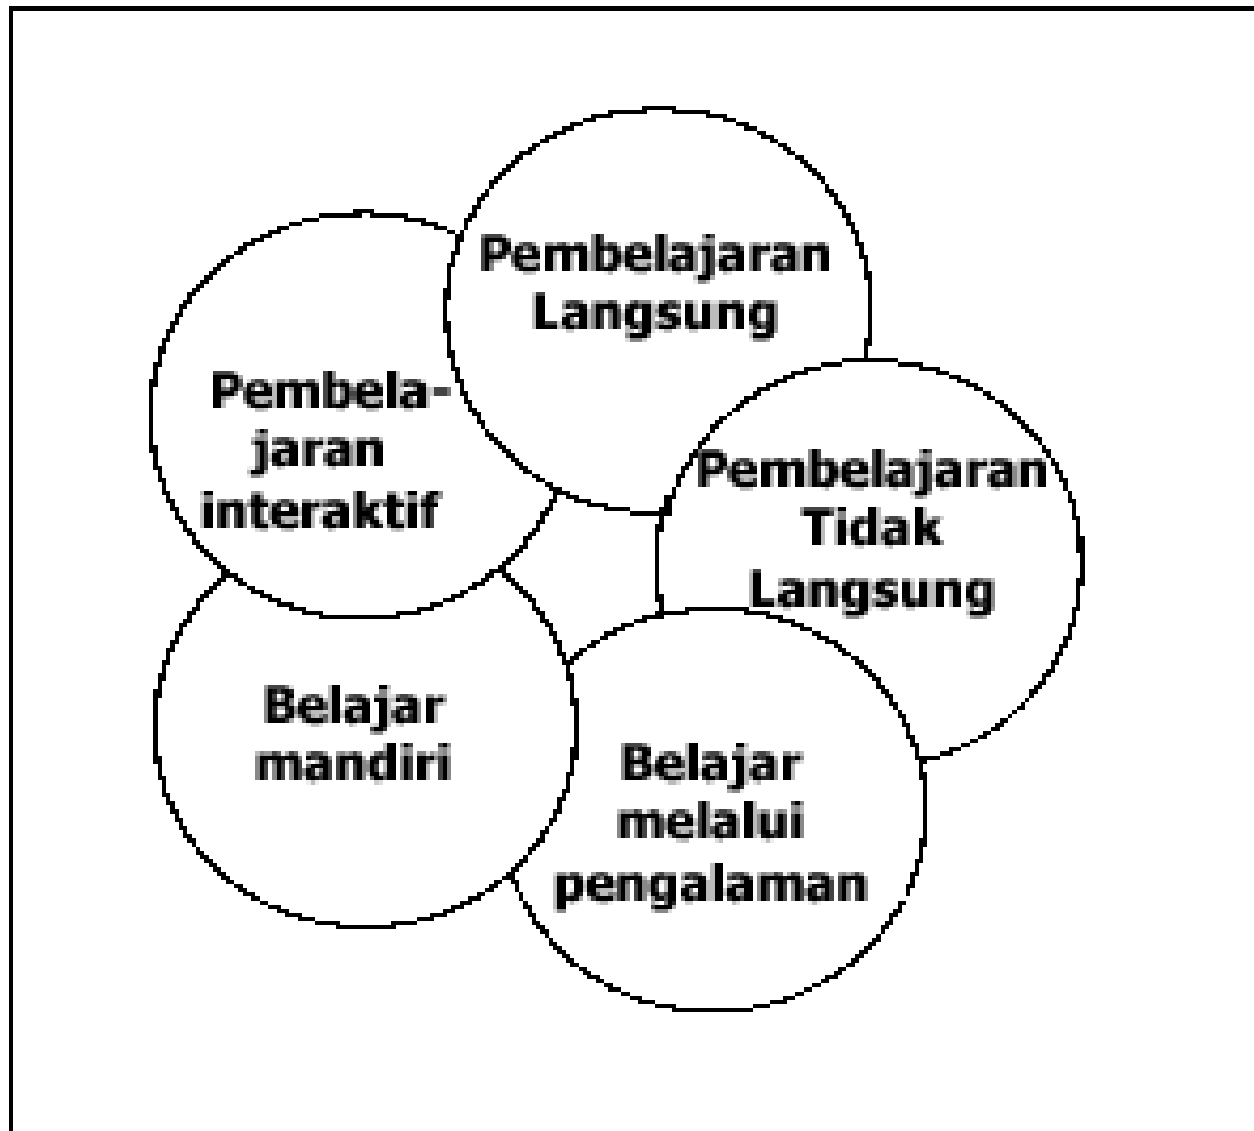 Pembelajaran
Langsung
Pembela-
jaran
interaktif
Pembelajaran
Tidak
Langsung
Belajar
mandiri
Belajar
melalui
pengalaman